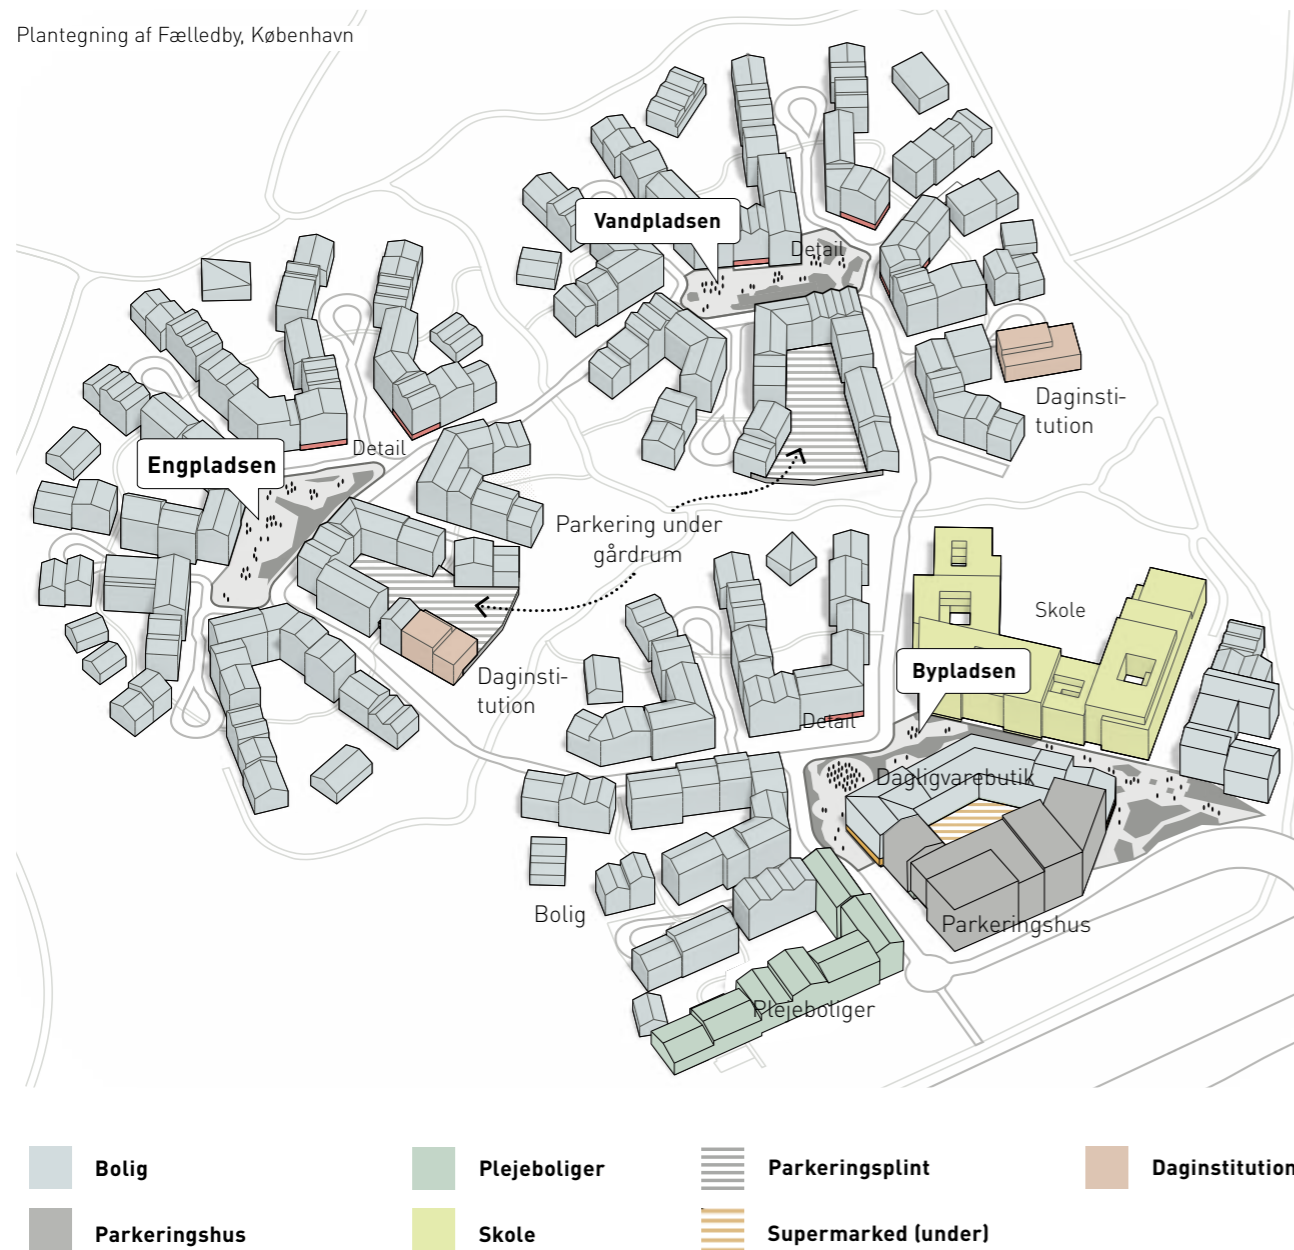 Plantegning af Fælledby, København
Vandpladsen
Detail
Daginsti-
tution
Detail
Engpladsen
Parkering under
gårdrum
Skole
Daginsti-
tution
Bypladsen
Detail
Dagligvarebutik
Bolig
Parkeringshus
Plejeboliger
Bolig
Plejeboliger
Parkeringsplint
Daginstitution
Parkeringshus
Skole
Supermarked (under)